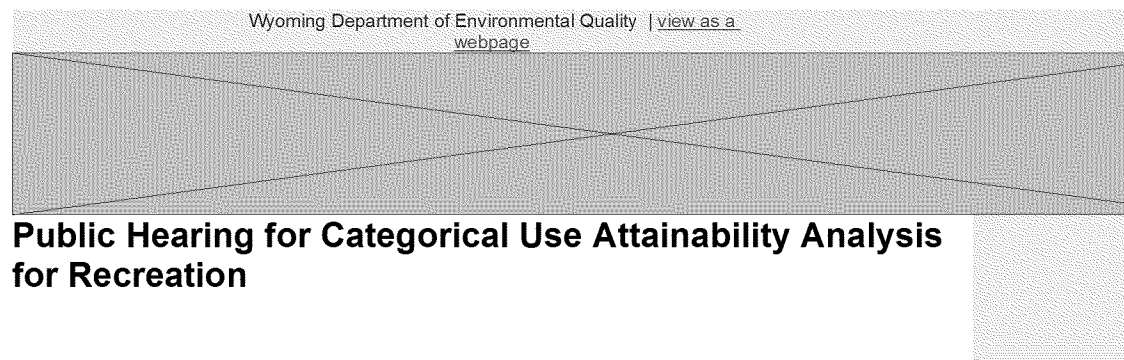 Wyoming Department of Environmental Quality | view as a
webpage
Public Hearing for Categorical Use Attainability Analysis
for Recreation